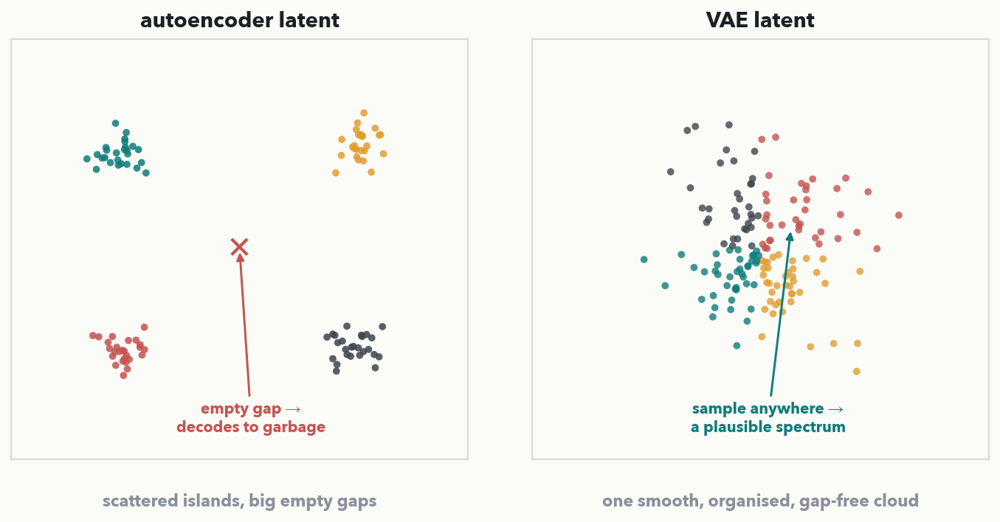 autoencoder latent
empty gap →
decodes to garbage
scattered islands, big empty gaps
VAE latent
sample anywhere →
a plausible spectrum
one smooth, organised, gap-free cloud